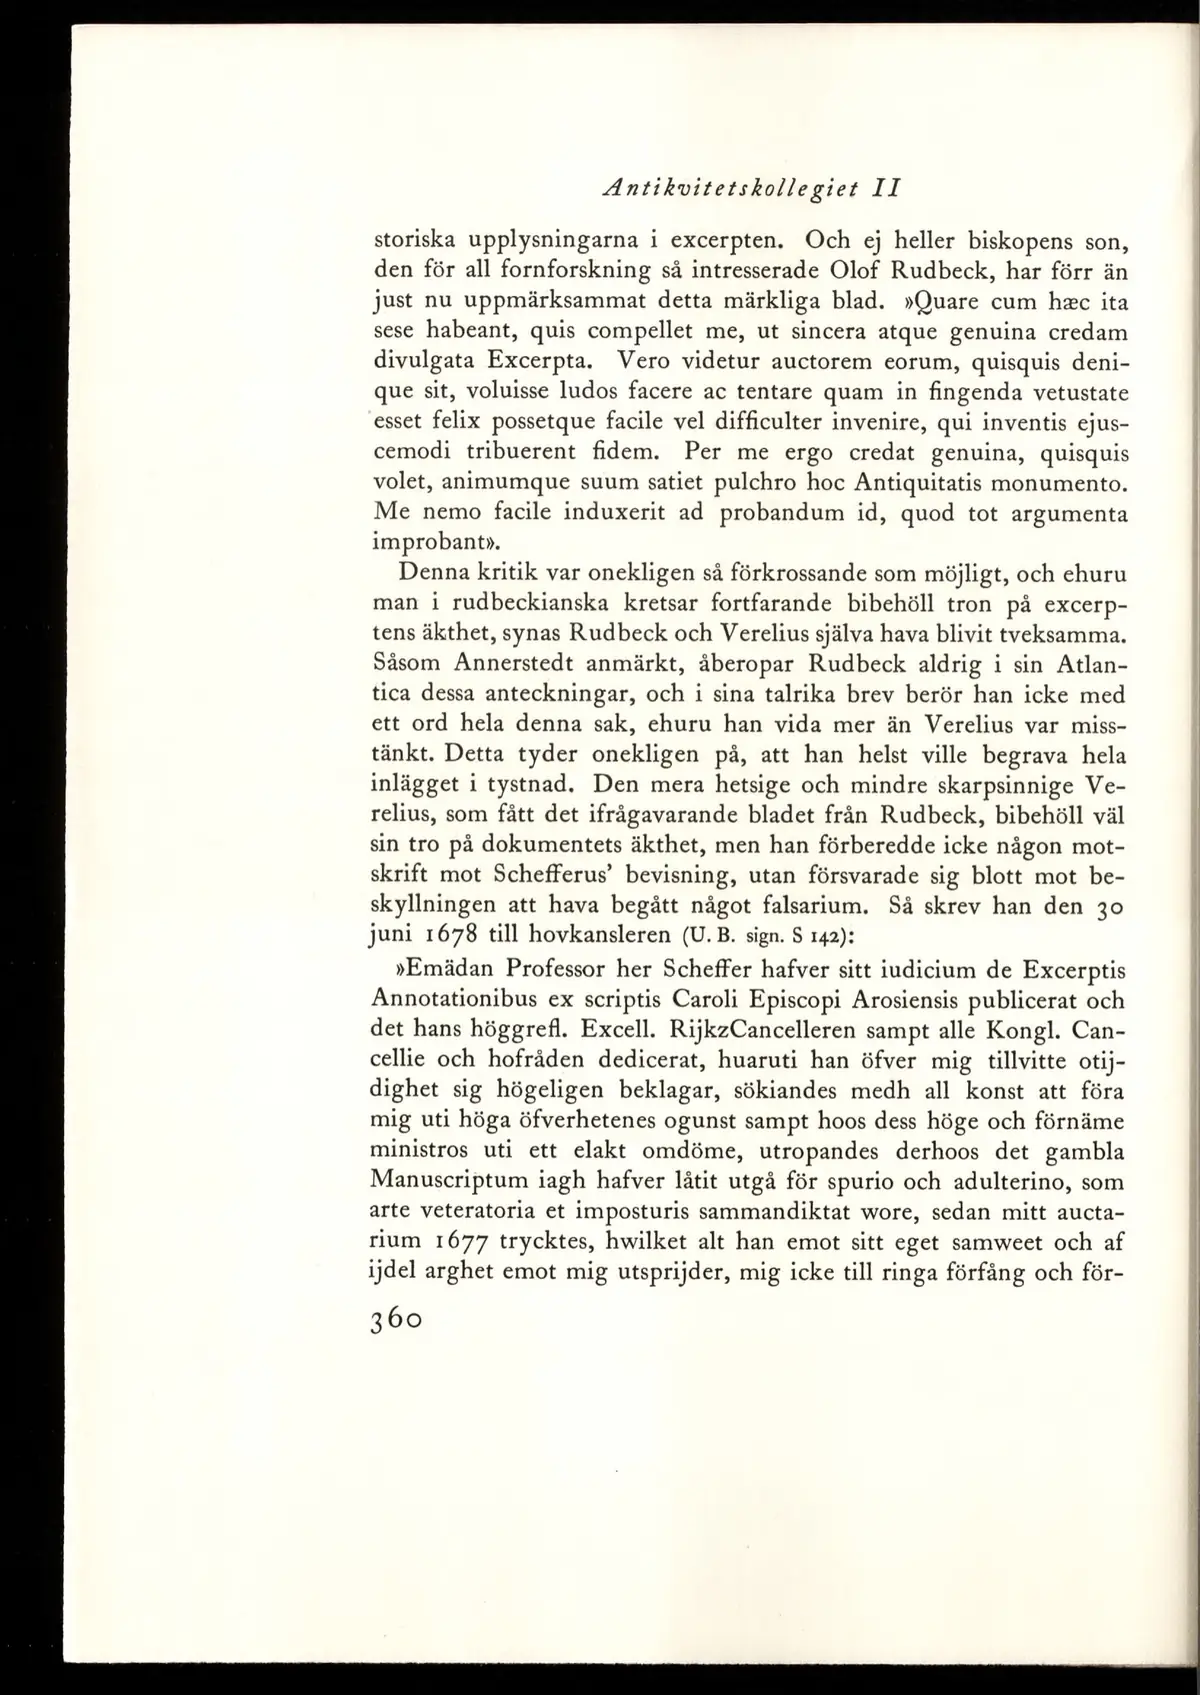 Antikvitetskollegiet II
storiska upplysningarna i excerpten. Och ej heller biskopens son,
den för all fornforskning så intresserade Olof Rudbeck, har förr än
just nu uppmärksammat detta märkliga blad. »Quare cum hæc ita
sese habeant, quis compellet me, ut sincera atque genuina credam
divulgata Excerpta. Vero videtur auctorem eorum, quisquis deni-
que sit, voluisse ludos facere ac tentare quam in fingenda vetustate
esset felix possetque facile vel difficulter invenire, qui inventis ejus-
cemodi tribuerent fidem. Per me ergo credat genuina, quisquis
volet, animumque suum satiet pulchro hoc Antiquitatis monumento.
Me nemo facile induxerit ad probandum id, quod tot argumenta
improbant».
Denna kritik var onekligen så förkrossande som möjligt, och ehuru
man i rudbeckianska kretsar fortfarande bibehöll tron på excerp-
tens äkthet, synas Rudbeck och Verelius själva hava blivit tveksamma.
Såsom Annerstedt anmärkt, åberopar Rudbeck aldrig i sin Atlan-
tica dessa anteckningar, och i sina talrika brev berör han icke med
ett ord hela denna sak, ehuru han vida mer än Verelius var miss-
tänkt. Detta tyder onekligen på, att han helst ville begrava hela
inlägget i tystnad. Den mera hetsige och mindre skarpsinnige Ve-
relius, som fått det ifrågavarande bladet från Rudbeck, bibehöll väl
sin tro på dokumentets äkthet, men han förberedde icke någon mot-
skrift mot Schefferus’ bevisning, utan försvarade sig blott mot be-
skyllningen att hava begått något falsarium. Så skrev han den 30
juni 1678 till hovkansleren (U. B. sign. S 142):
»Emädan Professor her Scheffer hafver sitt iudicium de Excerptis
Annotationibus ex scriptis Caroli Episcopi Arosiensis publicerat och
det hans höggrefl. Excell. RijkzCancelleren sampt alle Kongl. Can-
cellie och hofråden dedicerat, huaruti han öfver mig tillvitte otij-
dighet sig högeligen beklagar, sökiandes medh all konst att föra
mig uti höga öfverhetenes ogunst sampt hoos dess höge och förnäme
ministros uti ett elakt omdöme, utropandes derhoos det gambla
Manuscriptum iagh hafver låtit utgå för spurio och adulterino, som
arte veteratoria et imposturis sammandiktat wore, sedan mitt aucta-
rium 1677 trycktes, hwilket alt han emot sitt eget samweet och af
ijdel arghet emot mig utsprijder, mig icke till ringa förfång och för-
360